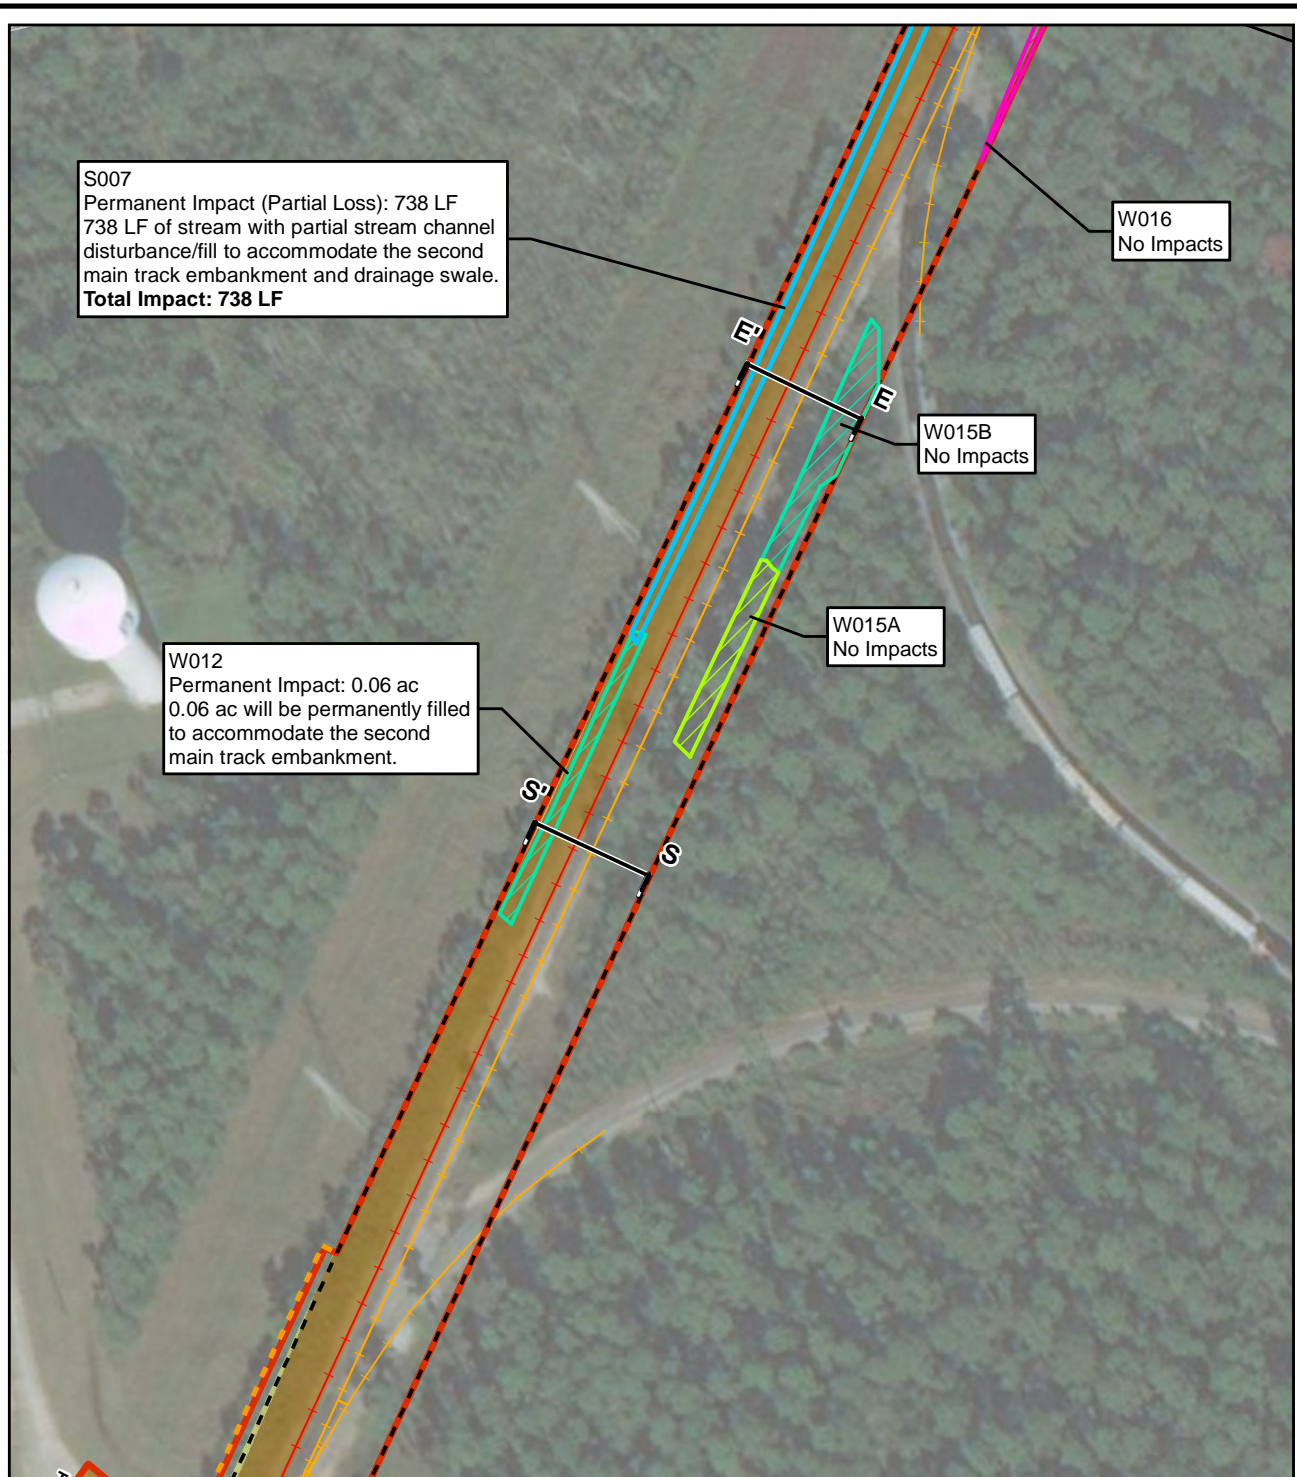 S007
Permanent Impact (Partial Loss): 738 LF
738 LF of stream with partial stream channel
disturbance/fill to accommodate the second
main track embankment and drainage swale.
Total Impact: 738 LF
W016
No Impacts
E'
E
W015B
No Impacts
W015A
No Impacts
W012
Permanent Impact: 0.06 ac
0.06 ac will be permanently filled
to accommodate the second
main track embankment.
S'
S